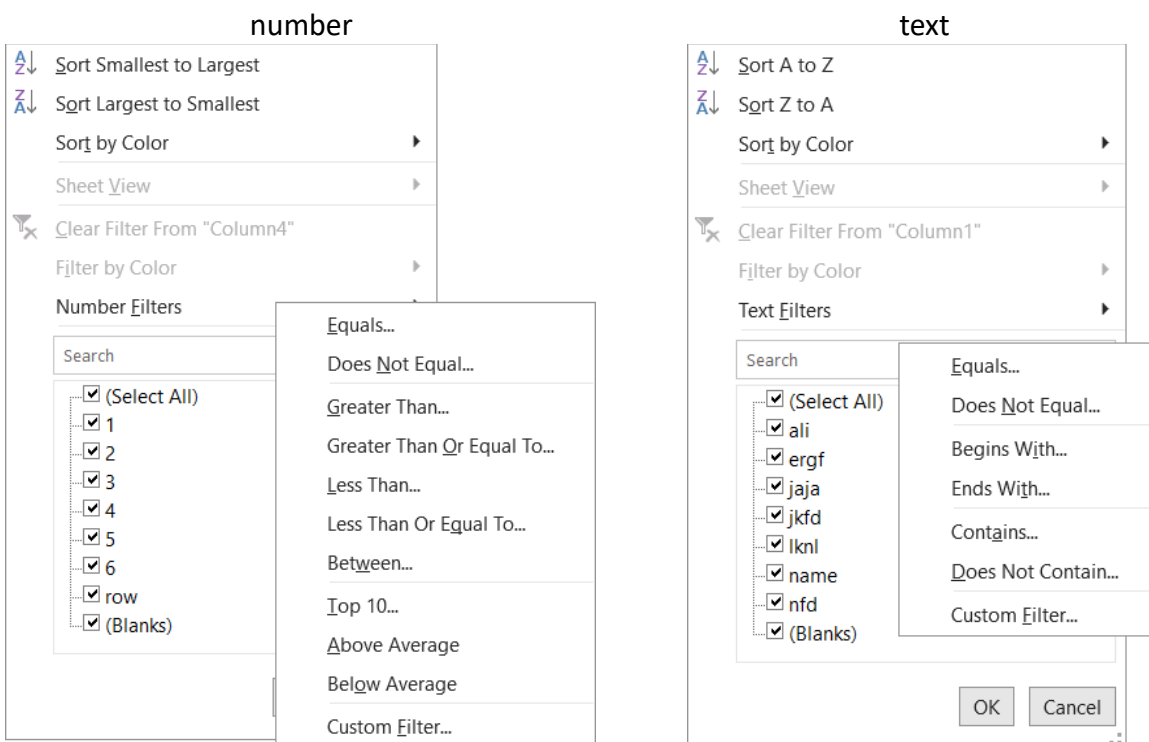 number
Sort Smallest to Largest
Sort Largest to Smallest
Sort by Color
Sheet View
Clear Filter From "Column4"
Filter by Color
Number Filters
Search
(Select All)
1
2
3
4
5
6
row
(Blanks)
Equals...
Does Not Equal...
Greater Than...
Greater Than Or Equal To...
Less Than...
Less Than Or Equal To...
Between...
Top 10...
Above Average
Below Average
Custom Filter...
text
Sort A to Z
Sort Z to A
Sort by Color
Sheet View
Clear Filter From "Column1"
Filter by Color
Text Filters
Search
(Select All)
ali
ergf
jaja
jkfd
lknl
name
nfd
(Blanks)
Equals...
Does Not Equal...
Begins With...
Ends With...
Contains...
Does Not Contain...
Custom Filter...
OK Cancel